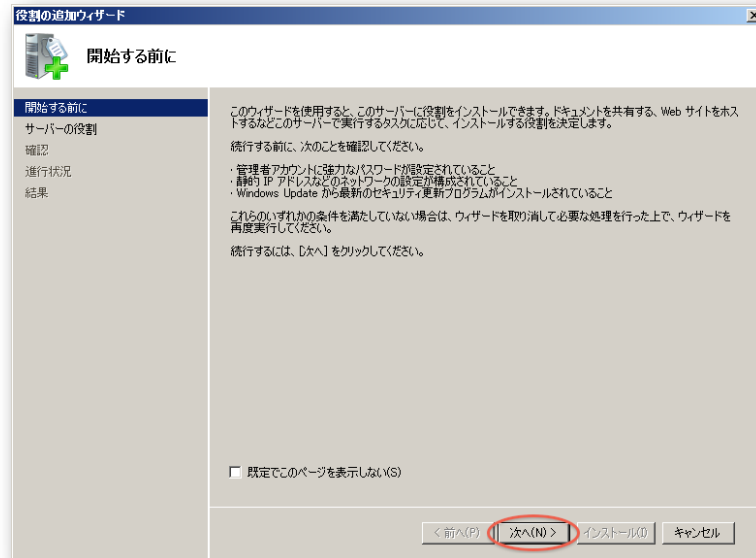 役割の追加ウィザード
開始する前に
開始する前に
サーバーの役割
確認
進行状況
結果
このウィザードを使用すると、このサーバーに役割をインストールできます。ドキュメントを共有する、Web サイトをホス
トするなどこのサーバーで実行するタスクに応じて、インストールする役割を決定します。
続行する前に、次のことを確認してください。
・管理者アカウントに強力なパスワードが設定されていること
・静的 IP アドレスなどのネットワークの設定が構成されていること
・Windows Update から最新のセキュリティ更新プログラムがインストールされていること
これらのいずれかの条件を満たしていない場合は、ウィザードを取り消して必要な処理を行った上で、ウィザードを
再度実行してください。
続行するには、[次へ] をクリックしてください。
既定でこのページを表示しない(S)
< 前へ(P) 次へ(N) > インストール(I) キャンセル